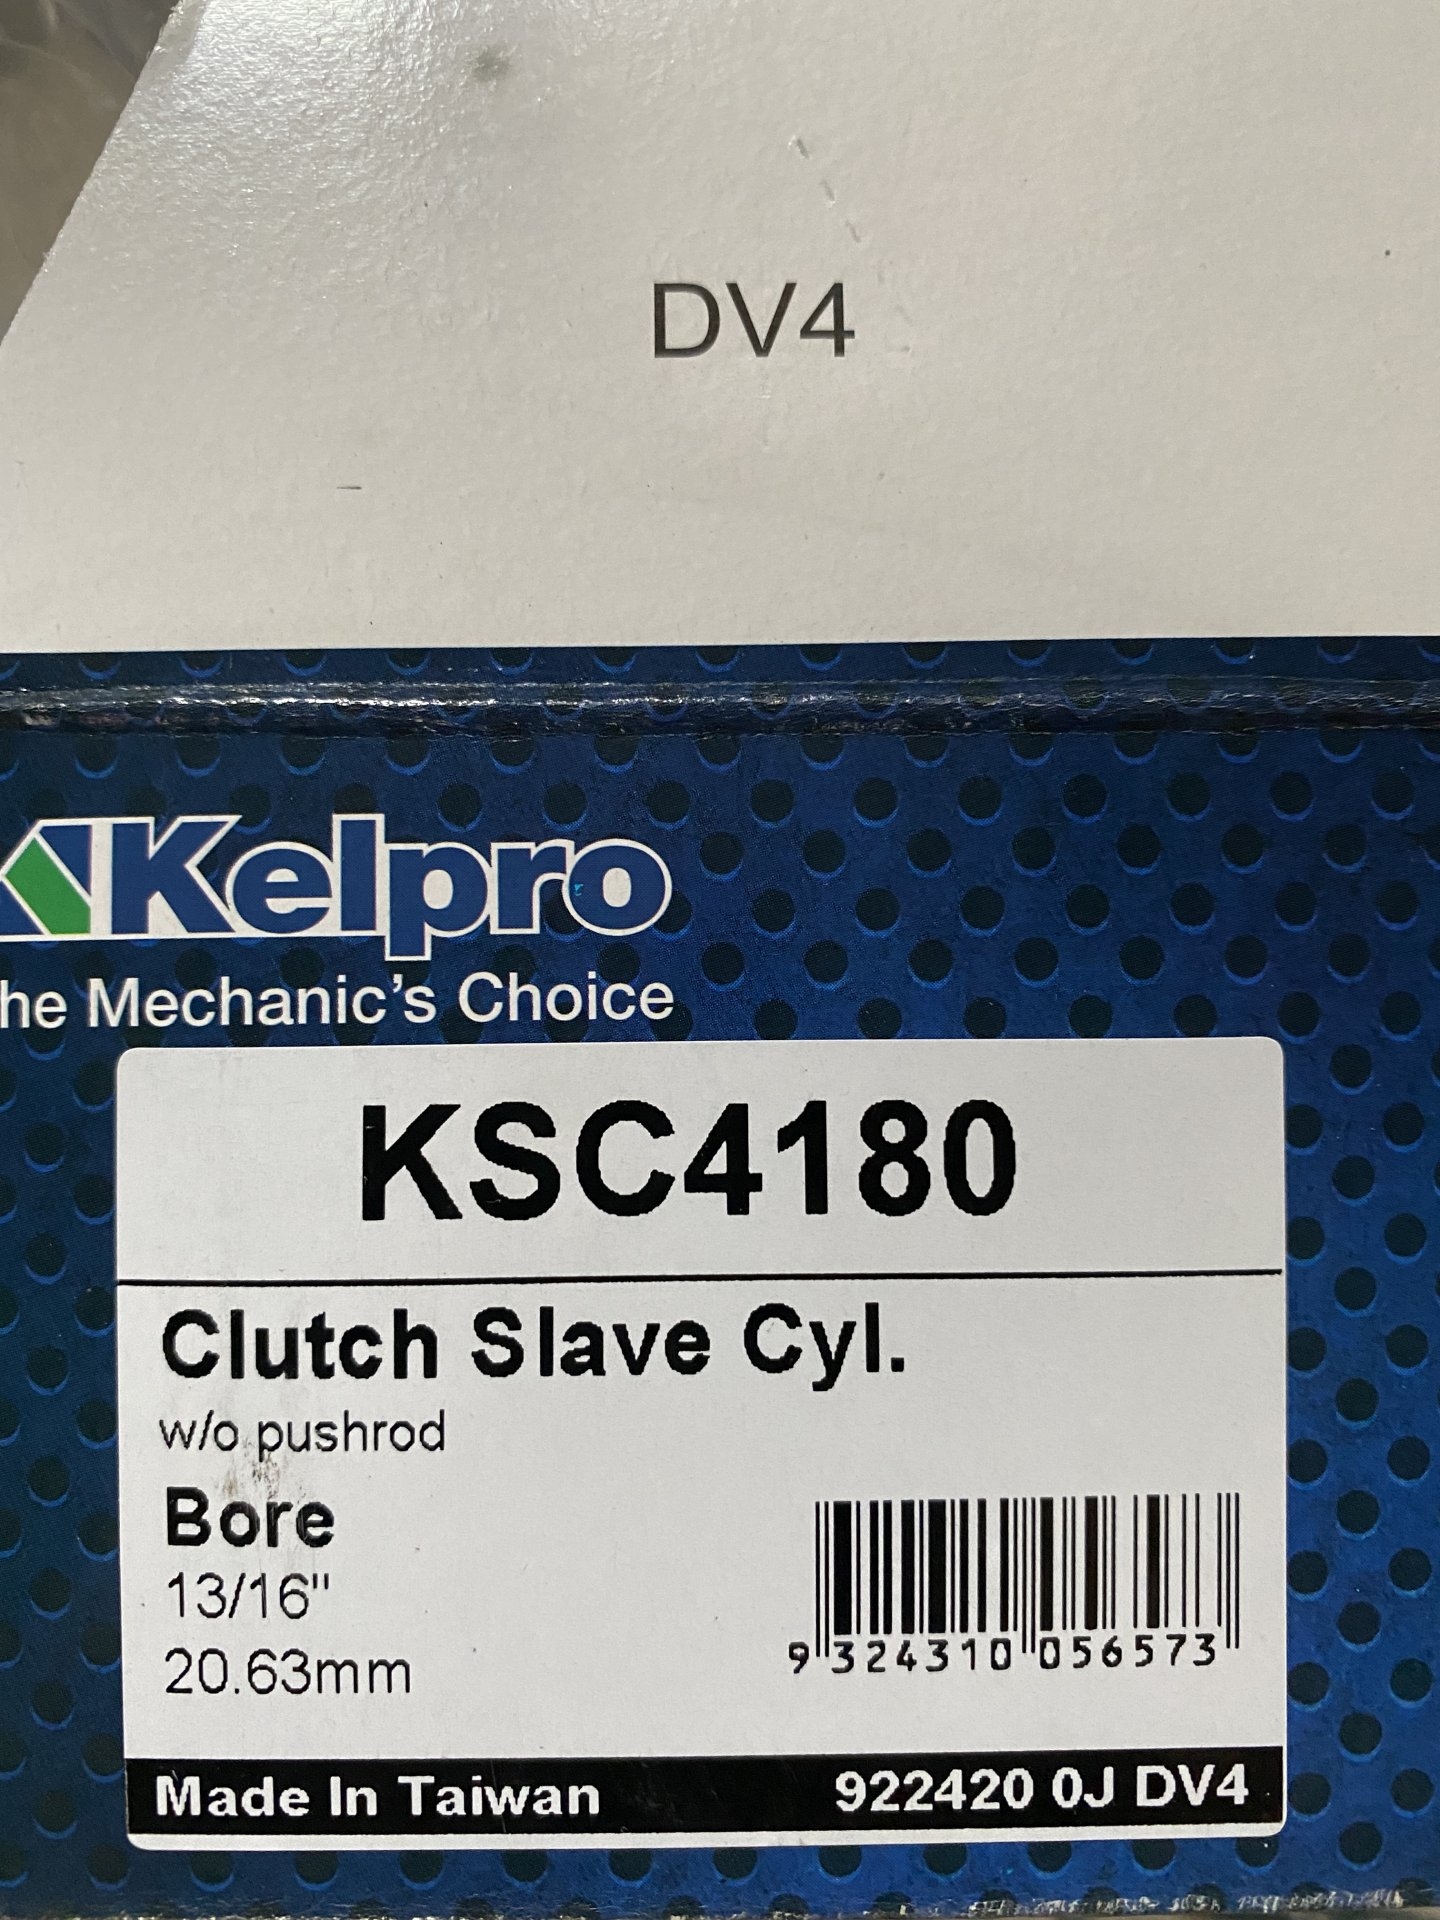 DV4
Kelpro
he Mechanic's Choice
KSC4180
Clutch Slave Cyl.
w/o pushrod
Bore
13/16"
20.63mm
9 324310 056573
Made In Taiwan 922420 0J DV4